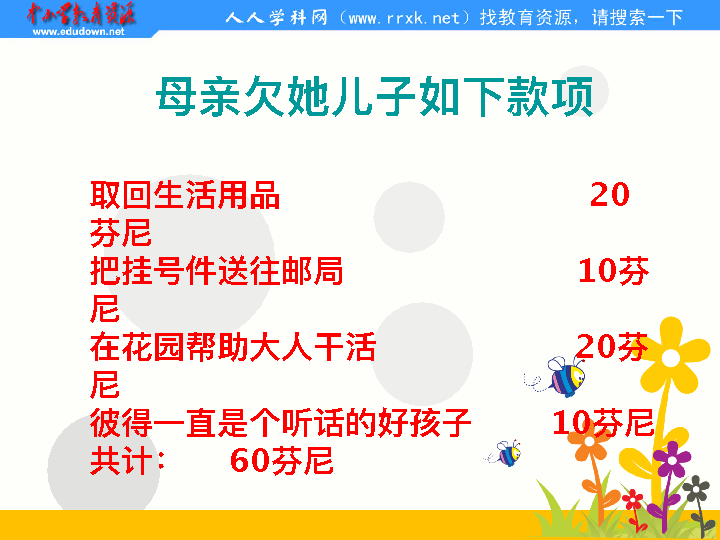 中小学教育资源
www.edudown.net
人人学科网（www.rrxk.net）找教育资源，请搜索一下
母亲欠她儿子如下款项
取回生活用品 20
芬尼
把挂号件送往邮局 10芬
尼
在花园帮助大人干活 20芬
尼
彼得一直是个听话的好孩子 10芬尼
共计： 60芬尼